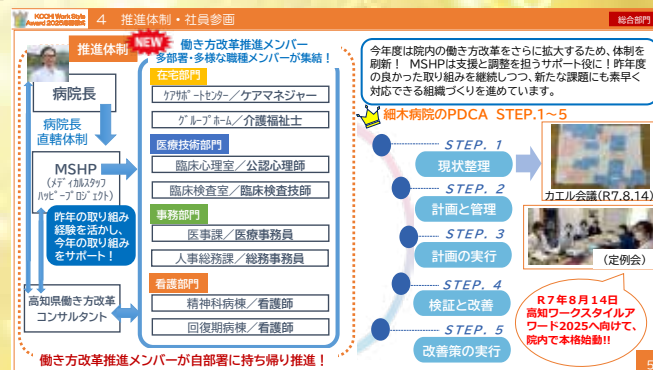 KOCHI Work Style
Award 2025
4 推進体制・社員参画
総合部門
推進体制
NEW
働き方改革推進メンバー
多部署・多様な職種メンバーが集結！
病院長
病院長
直轄体制
MSHP
(メディカルスタッフ
ハッピープロジェクト)
昨年の取り組み
経験を活かし、
今年の取り組み
をサポート！
高知県働き方改革
コンサルタント
在宅部門
ケアサポートセンター／ケアマネジャー
グループホーム／介護福祉士
医療技術部門
臨床心理室／公認心理師
臨床検査室／臨床検査技師
事務部門
医事課／医療事務員
人事総務課／総務事務員
看護部門
精神科病棟／看護師
回復期病棟／看護師
働き方改革推進メンバーが自部署に持ち帰り推進！
今年度は院内の働き方改革をさらに拡大するため、体制を
刷新！ MSHPは支援と調整を担うサポート役に！昨年度
の良かった取り組みを継続しつつ、新たな課題にも素早く
対応できる組織づくりを進めています。
細木病院のPDCA STEP.1～5
STEP. 1
現状整理
STEP. 2
計画と管理
STEP. 3
計画の実行
STEP. 4
検証と改善
STEP. 5
改善策の実行
カエル会議(R7.8.14)
(定例会)
R7年8月14日
高知ワークスタイルア
ワード2025へ向けて、
院内で本格始動!!
5